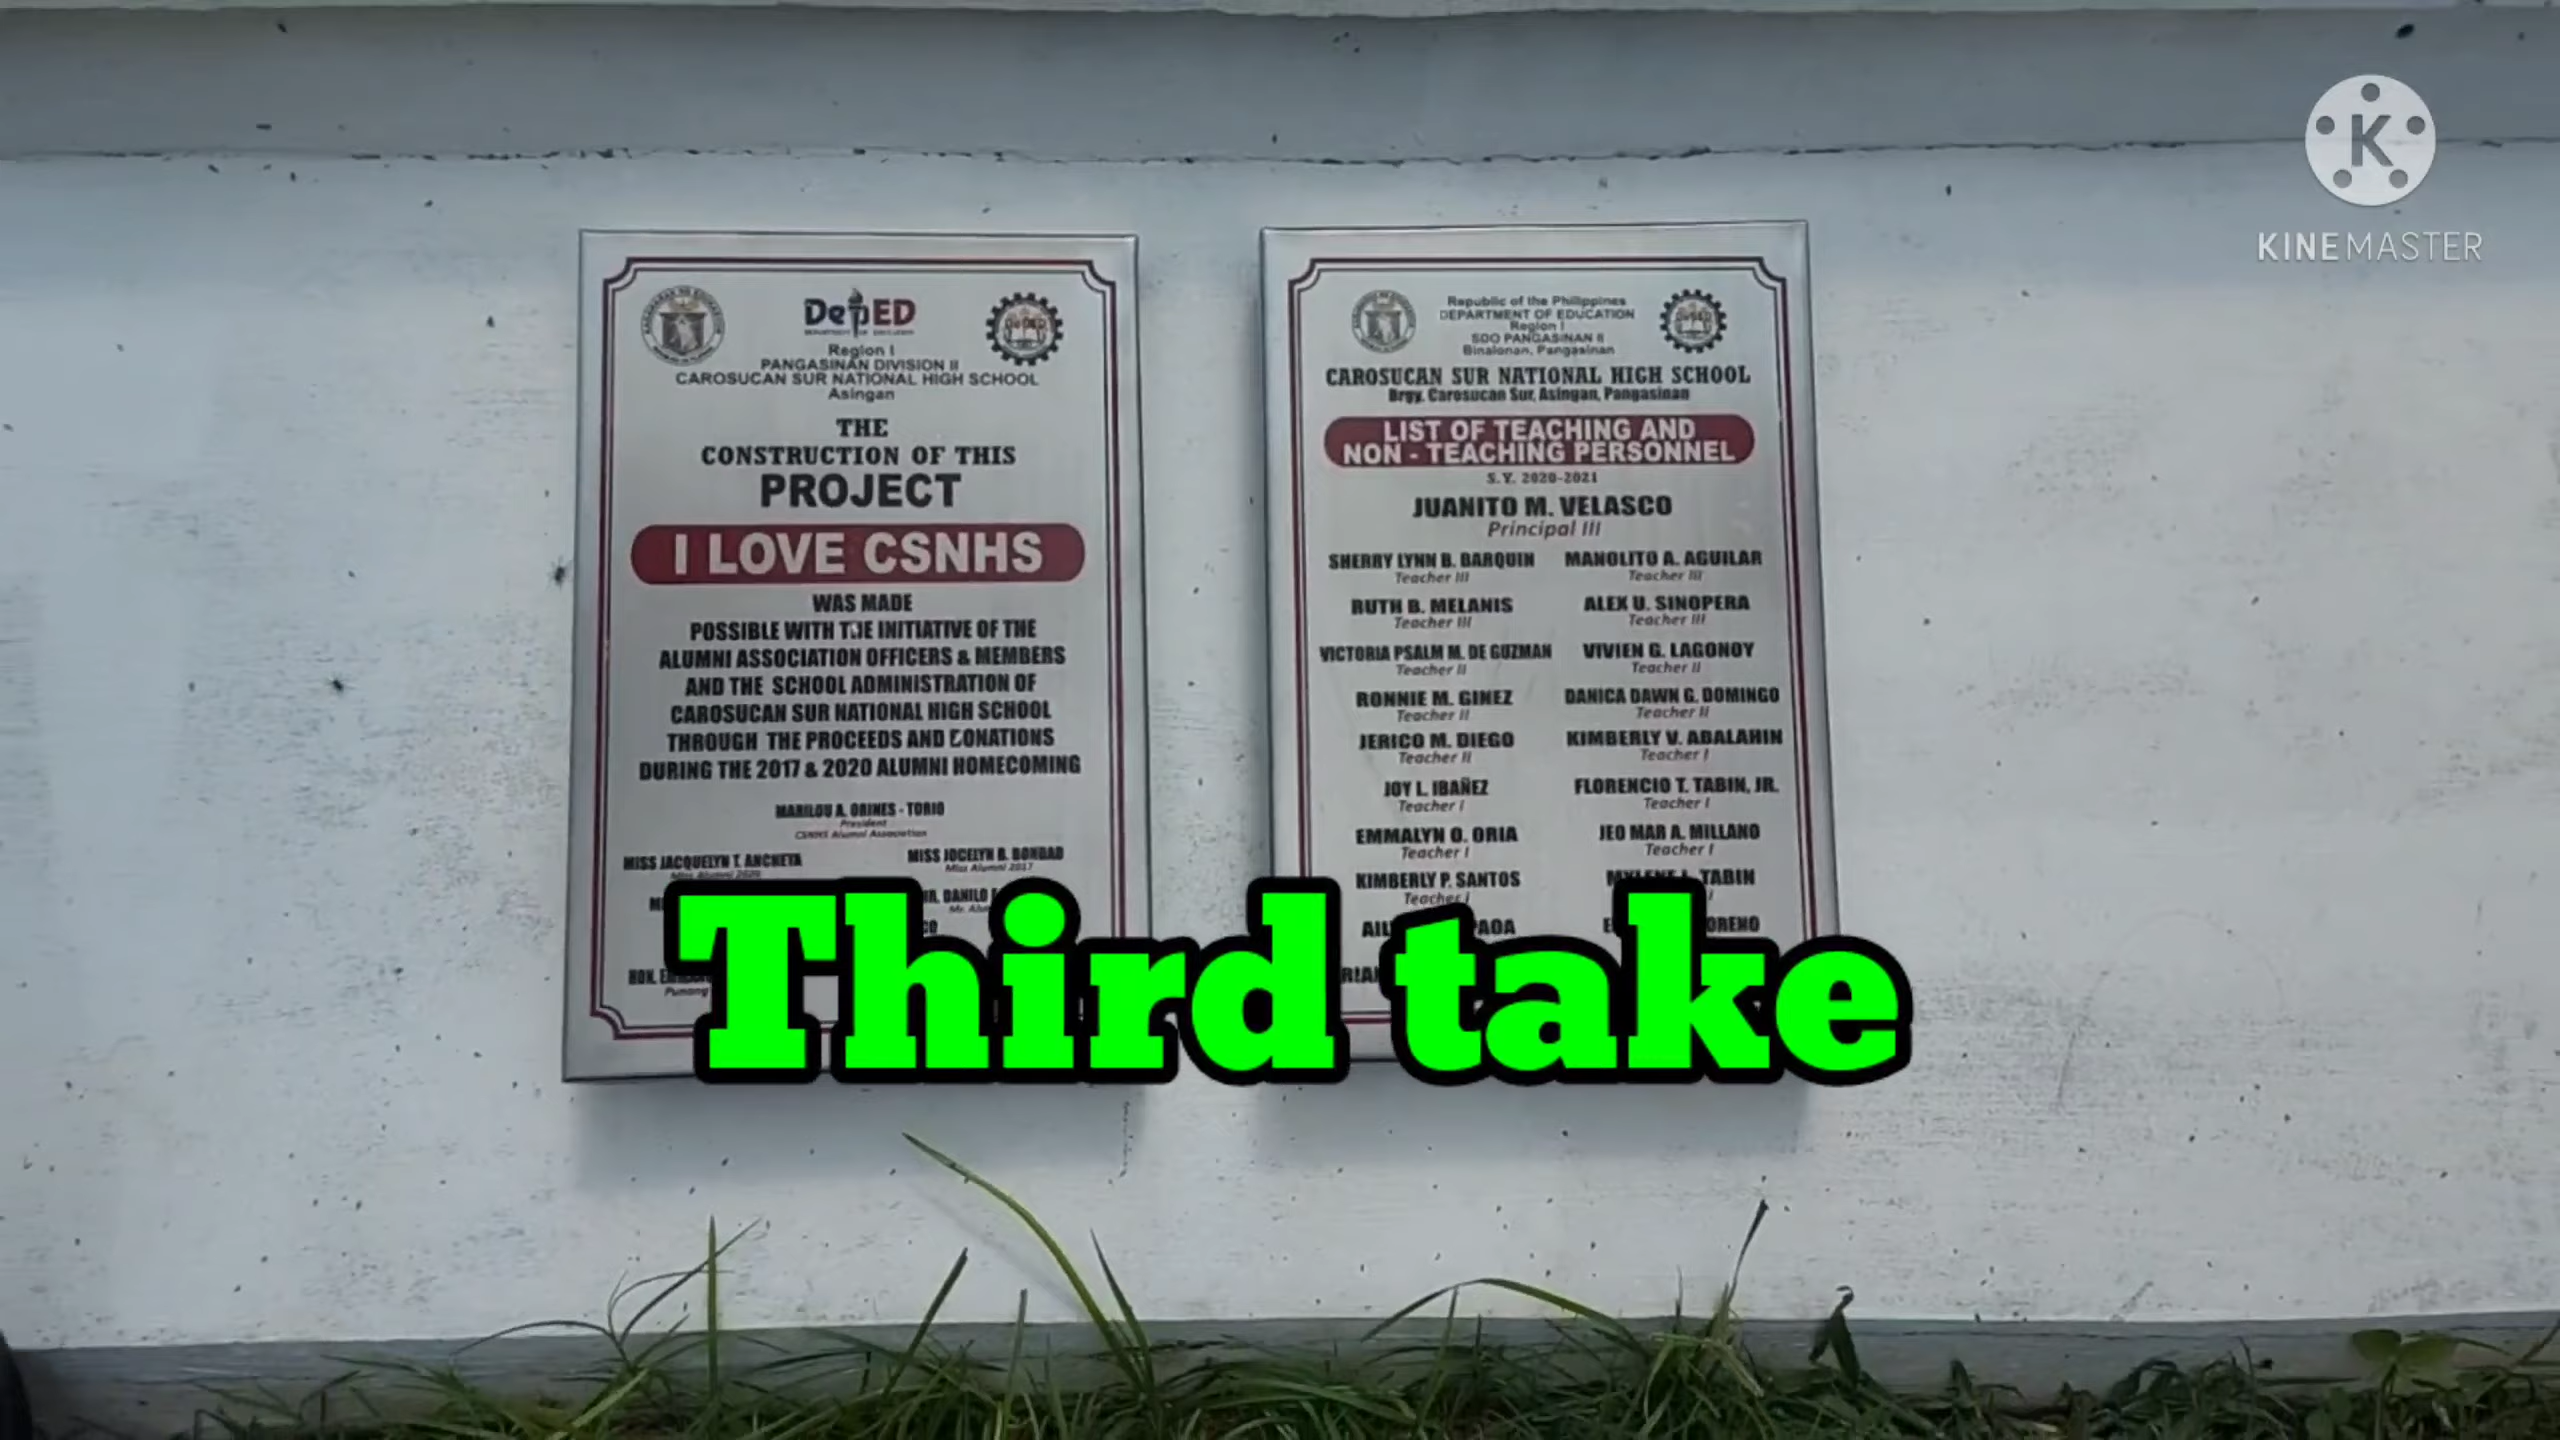 K
KINEMASTER
DepED
DEPARTMENT OF EDUCATION
Region I
PANGASINAN DIVISION II
CAROSUCAN SUR NATIONAL HIGH SCHOOL
Asingan
THE
CONSTRUCTION OF THIS
PROJECT
I LOVE CSNHS
WAS MADE
POSSIBLE WITH THE INITIATIVE OF THE
ALUMNI ASSOCIATION OFFICERS & MEMBERS
AND THE SCHOOL ADMINISTRATION OF
CAROSUCAN SUR NATIONAL HIGH SCHOOL
THROUGH THE PROCEEDS AND DONATIONS
DURING THE 2017 & 2020 ALUMNI HOMECOMING
MARILOU A. ORINES - TORIO
President
CSNHS Alumni Association
MISS JACQUELYN T. ANCHETA
Miss Alumni 2020
MISS JOCELYN B. BONDAD
Miss Alumni 2017
DANILO
HON.
Punong
Republic of the Philippines
DEPARTMENT OF EDUCATION
Region I
SDO PANGASINAN II
Binalonan, Pangasinan
CAROSUCAN SUR NATIONAL HIGH SCHOOL
Brgy. Carosucan Sur, Asingan, Pangasinan
LIST OF TEACHING AND
NON - TEACHING PERSONNEL
S.Y. 2020-2021
JUANITO M. VELASCO
Principal III
SHERRY LYNN B. BARQUIN MANOLITO A. AGUILAR
Teacher III Teacher III
RUTH B. MELANIS ALEX U. SINOPERA
Teacher III Teacher III
VICTORIA PSALM M. DE GUZMAN VIVIEN G. LAGONOY
Teacher II Teacher II
RONNIE M. GINEZ DANICA DAWN G. DOMINGO
Teacher II Teacher II
JERICO M. DIEGO KIMBERLY V. ABALAHIN
Teacher II Teacher I
JOY L. IBAÑEZ FLORENCIO T. TABIN, JR.
Teacher I Teacher I
EMMALYN O. ORIA JEO MAR A. MILLANO
Teacher I Teacher I
KIMBERLY P. SANTOS TABIN
Teacher I
Third take